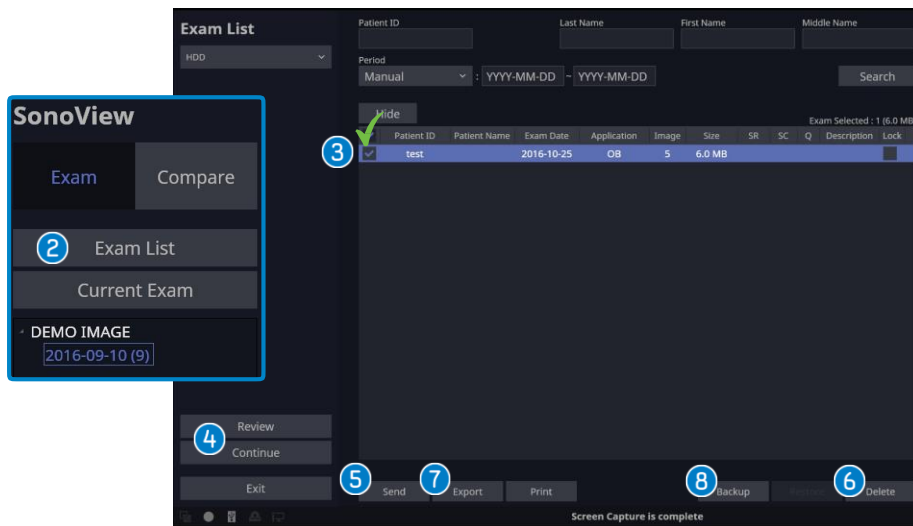 Exam List
HDD
Patient ID
Last Name
First Name
Middle Name
Period
Manual : YYYY-MM-DD ~ YYYY-MM-DD
Search
Hide
Exam Selected : 1 (6.0 MB
Patient ID Patient Name Exam Date Application Image Size SR SC Q Description Lock
3
test 2016-10-25 OB 5 6.0 MB
SonoView
Exam Compare
2 Exam List
Current Exam
DEMO IMAGE
2016-09-10 (9)
4
Review
Continue
Exit
5 Send
7 Export
Print
8 Backup
6 Delete
Screen Capture is complete